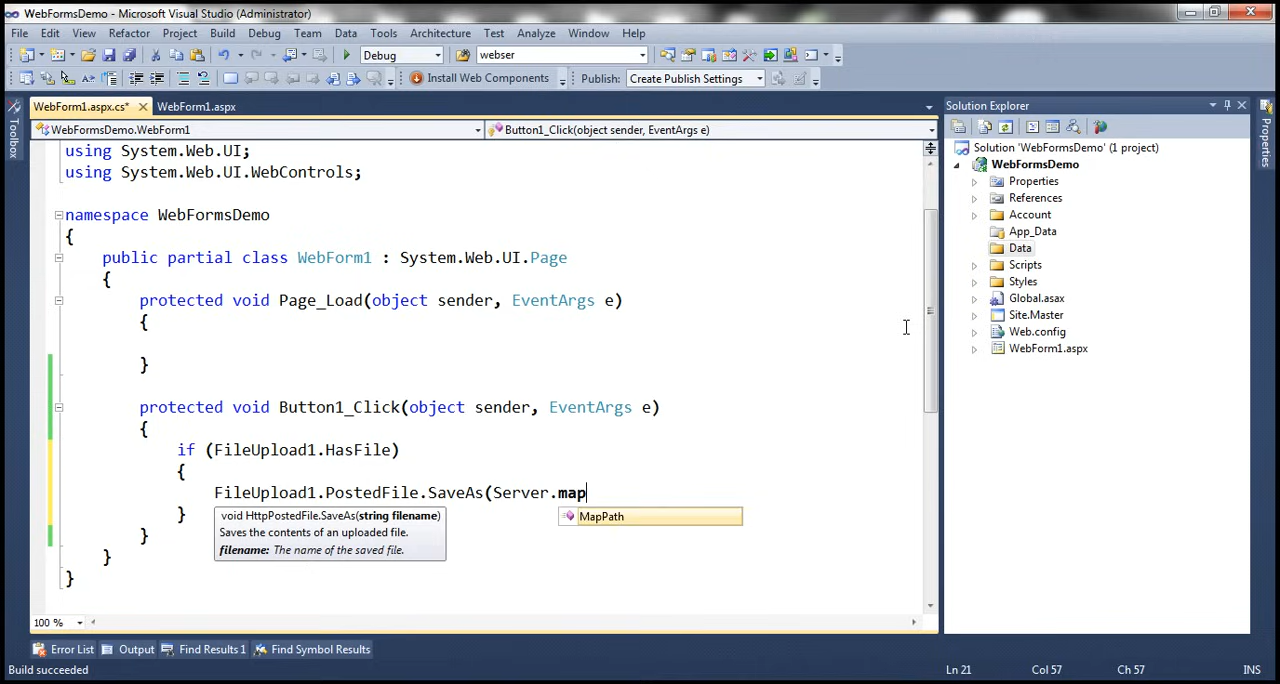 WebFormsDemo - Microsoft Visual Studio (Administrator)
File Edit View Refactor Project Build Debug Team Data Tools Architecture Test Analyze Window Help
Debug webser
Install Web Components Publish: Create Publish Settings
WebForm1.aspx.cs* WebForm1.aspx
Solution Explorer
Toolbox
Properties
WebFormsDemo.WebForm1 Button1_Click(object sender, EventArgs e)
using System.Web.UI;
using System.Web.UI.WebControls;
namespace WebFormsDemo
{
public partial class WebForm1 : System.Web.UI.Page
{
protected void Page_Load(object sender, EventArgs e)
{
}
protected void Button1_Click(object sender, EventArgs e)
{
if (FileUpload1.HasFile)
{
FileUpload1.PostedFile.SaveAs(Server.map
}
void HttpPostedFile.SaveAs(string filename)
Saves the contents of an uploaded file.
filename: The name of the saved file.
MapPath
}
}
}
Solution 'WebFormsDemo' (1 project)
WebFormsDemo
Properties
References
Account
App_Data
Data
Scripts
Styles
Global.asax
Site.Master
Web.config
WebForm1.aspx
100 %
Error List Output Find Results 1 Find Symbol Results
Build succeeded Ln 21 Col 57 Ch 57 INS